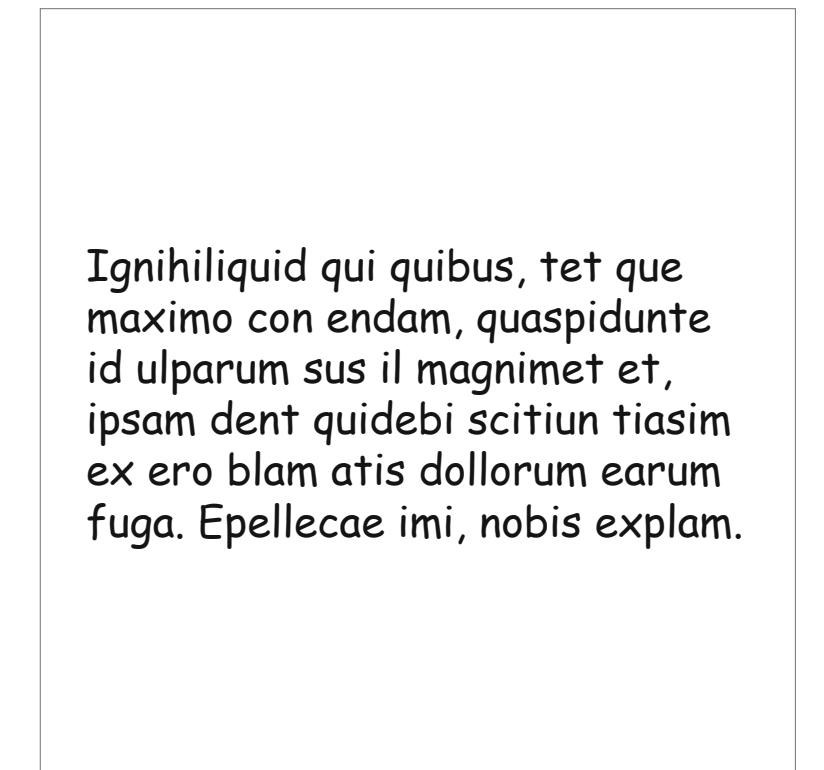 Ignihiliquid qui quibus, tet que
maximo con endam, quaspidunte
id ulparum sus il magnimet et,
ipsam dent quidebi scitiun tiasim
ex ero blam atis dollorum earum
fuga. Epellecae imi, nobis explam.